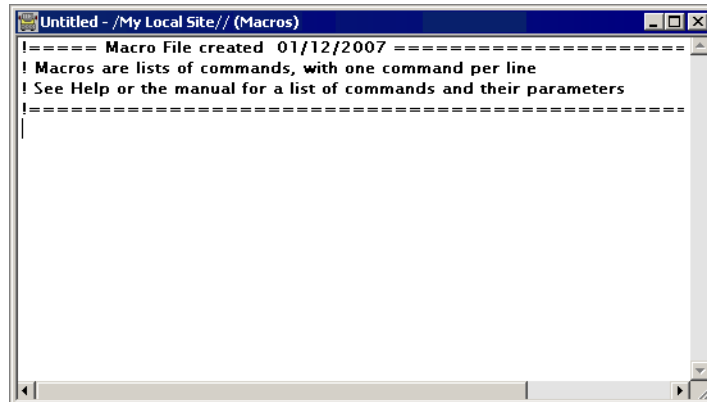 Untitled - /My Local Site// (Macros)
!===== Macro File created  01/12/2007 =====================
! Macros are lists of commands, with one command per line
! See Help or the manual for a list of commands and their parameters
!===============================================